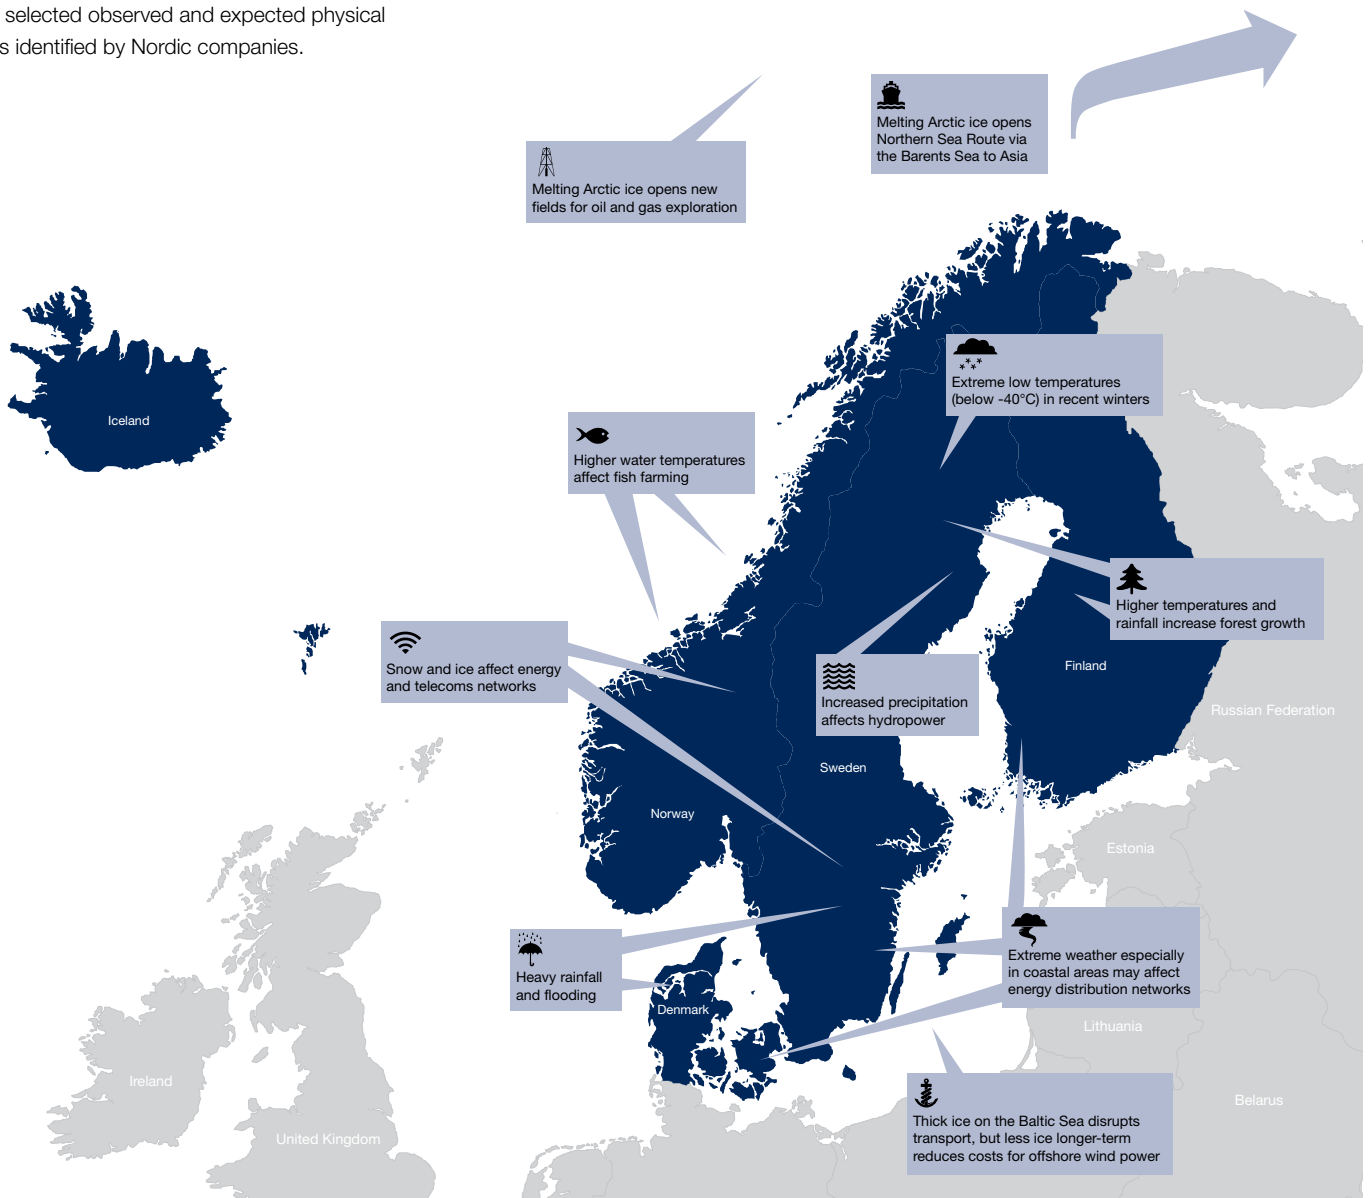 selected observed and expected physical
s identified by Nordic companies.
Melting Arctic ice opens
Northern Sea Route via
the Barents Sea to Asia
Melting Arctic ice opens new
fields for oil and gas exploration
Extreme low temperatures
(below -40°C) in recent winters
Iceland
Higher water temperatures
affect fish farming
Higher temperatures and
rainfall increase forest growth
Snow and ice affect energy
and telecoms networks
Finland
Increased precipitation
affects hydropower
Russian Federation
Sweden
Norway
Estonia
Extreme weather especially
in coastal areas may affect
energy distribution networks
Heavy rainfall
and flooding
Denmark
Lithuania
Ireland
Belarus
Thick ice on the Baltic Sea disrupts
transport, but less ice longer-term
reduces costs for offshore wind power
United Kingdom